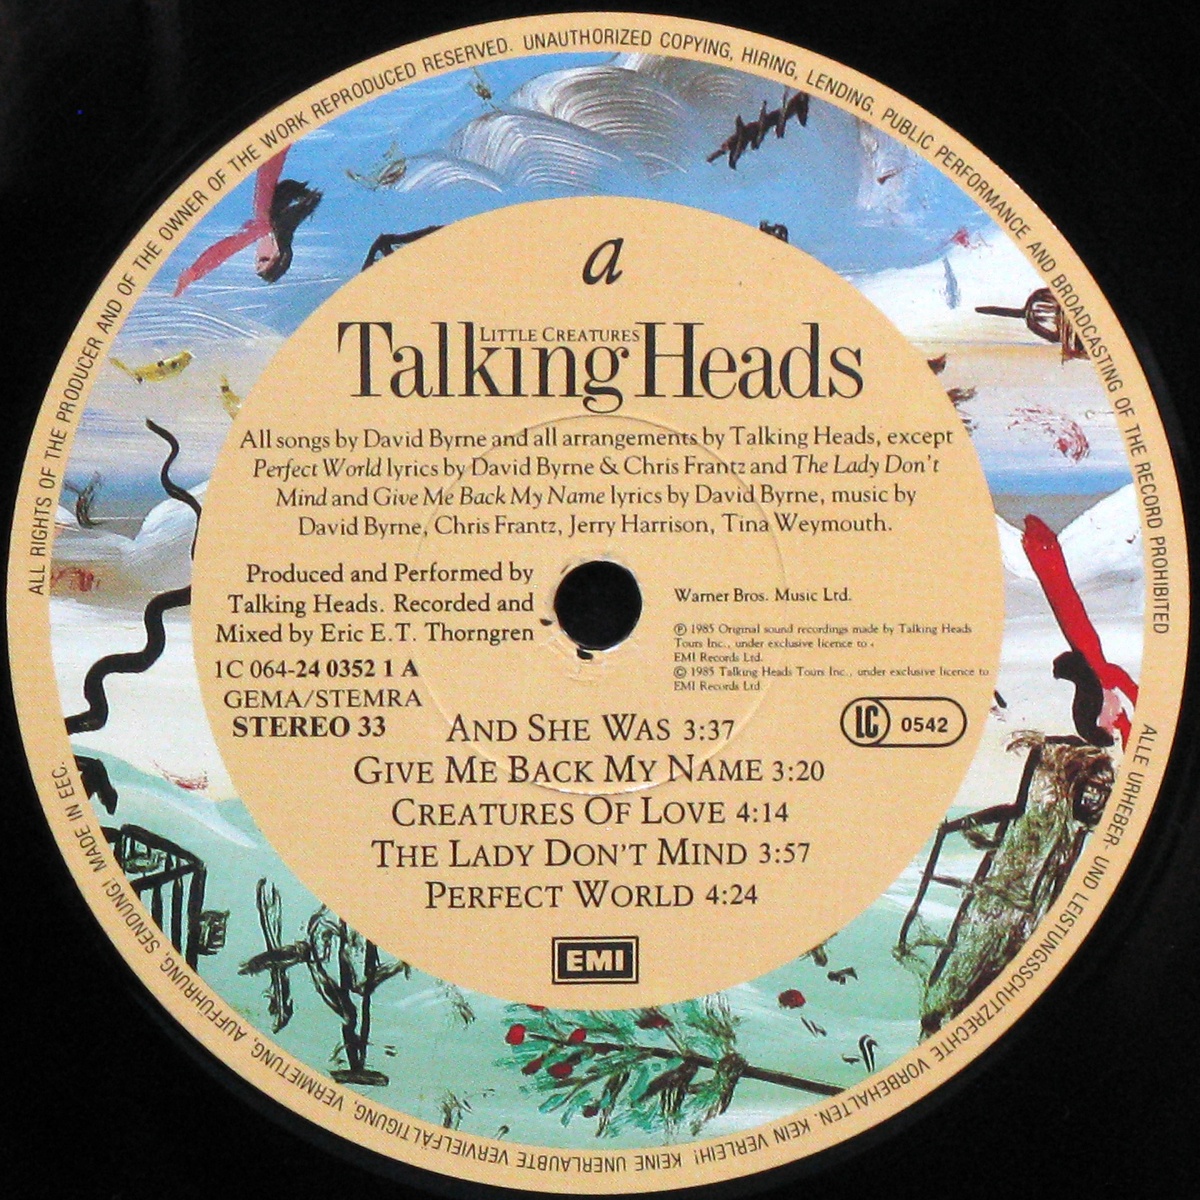 ALL RIGHTS OF THE PRODUCER AND OF THE OWNER OF THE WORK REPRODUCED RESERVED. UNAUTHORIZED COPYING, HIRING, LENDING, PUBLIC PERFORMANCE AND BROADCASTING OF THE RECORD PROHIBITED
a
LITTLE CREATURES
Talking Heads
All songs by David Byrne and all arrangements by Talking Heads, except
Perfect World lyrics by David Byrne & Chris Frantz and The Lady Don't
Mind and Give Me Back My Name lyrics by David Byrne, music by
David Byrne, Chris Frantz, Jerry Harrison, Tina Weymouth.
Produced and Performed by
Talking Heads. Recorded and
Mixed by Eric E.T. Thorngren
1C 064-24 0352 1 A
GEMA/STEMRA
STEREO 33
Warner Bros. Music Ltd.
℗ 1985 Original sound recordings made by Talking Heads
Tours Inc., under exclusive licence to
EMI Records Ltd.
© 1985 Talking Heads Tours Inc., under exclusive licence to
EMI Records Ltd.
LC 0542
AND SHE WAS 3:37
GIVE ME BACK MY NAME 3:20
CREATURES OF LOVE 4:14
THE LADY DON'T MIND 3:57
PERFECT WORLD 4:24
EMI
ALLE URHEBER- UND LEISTUNGSSCHUTZRECHTE VORBEHALTEN. KEIN VERLEIH! KEINE UNERLAUBTE VERVIELFÄLTIGUNG, VERMIETUNG, AUFFÜHRUNG, SENDUNG! MADE IN EEC.